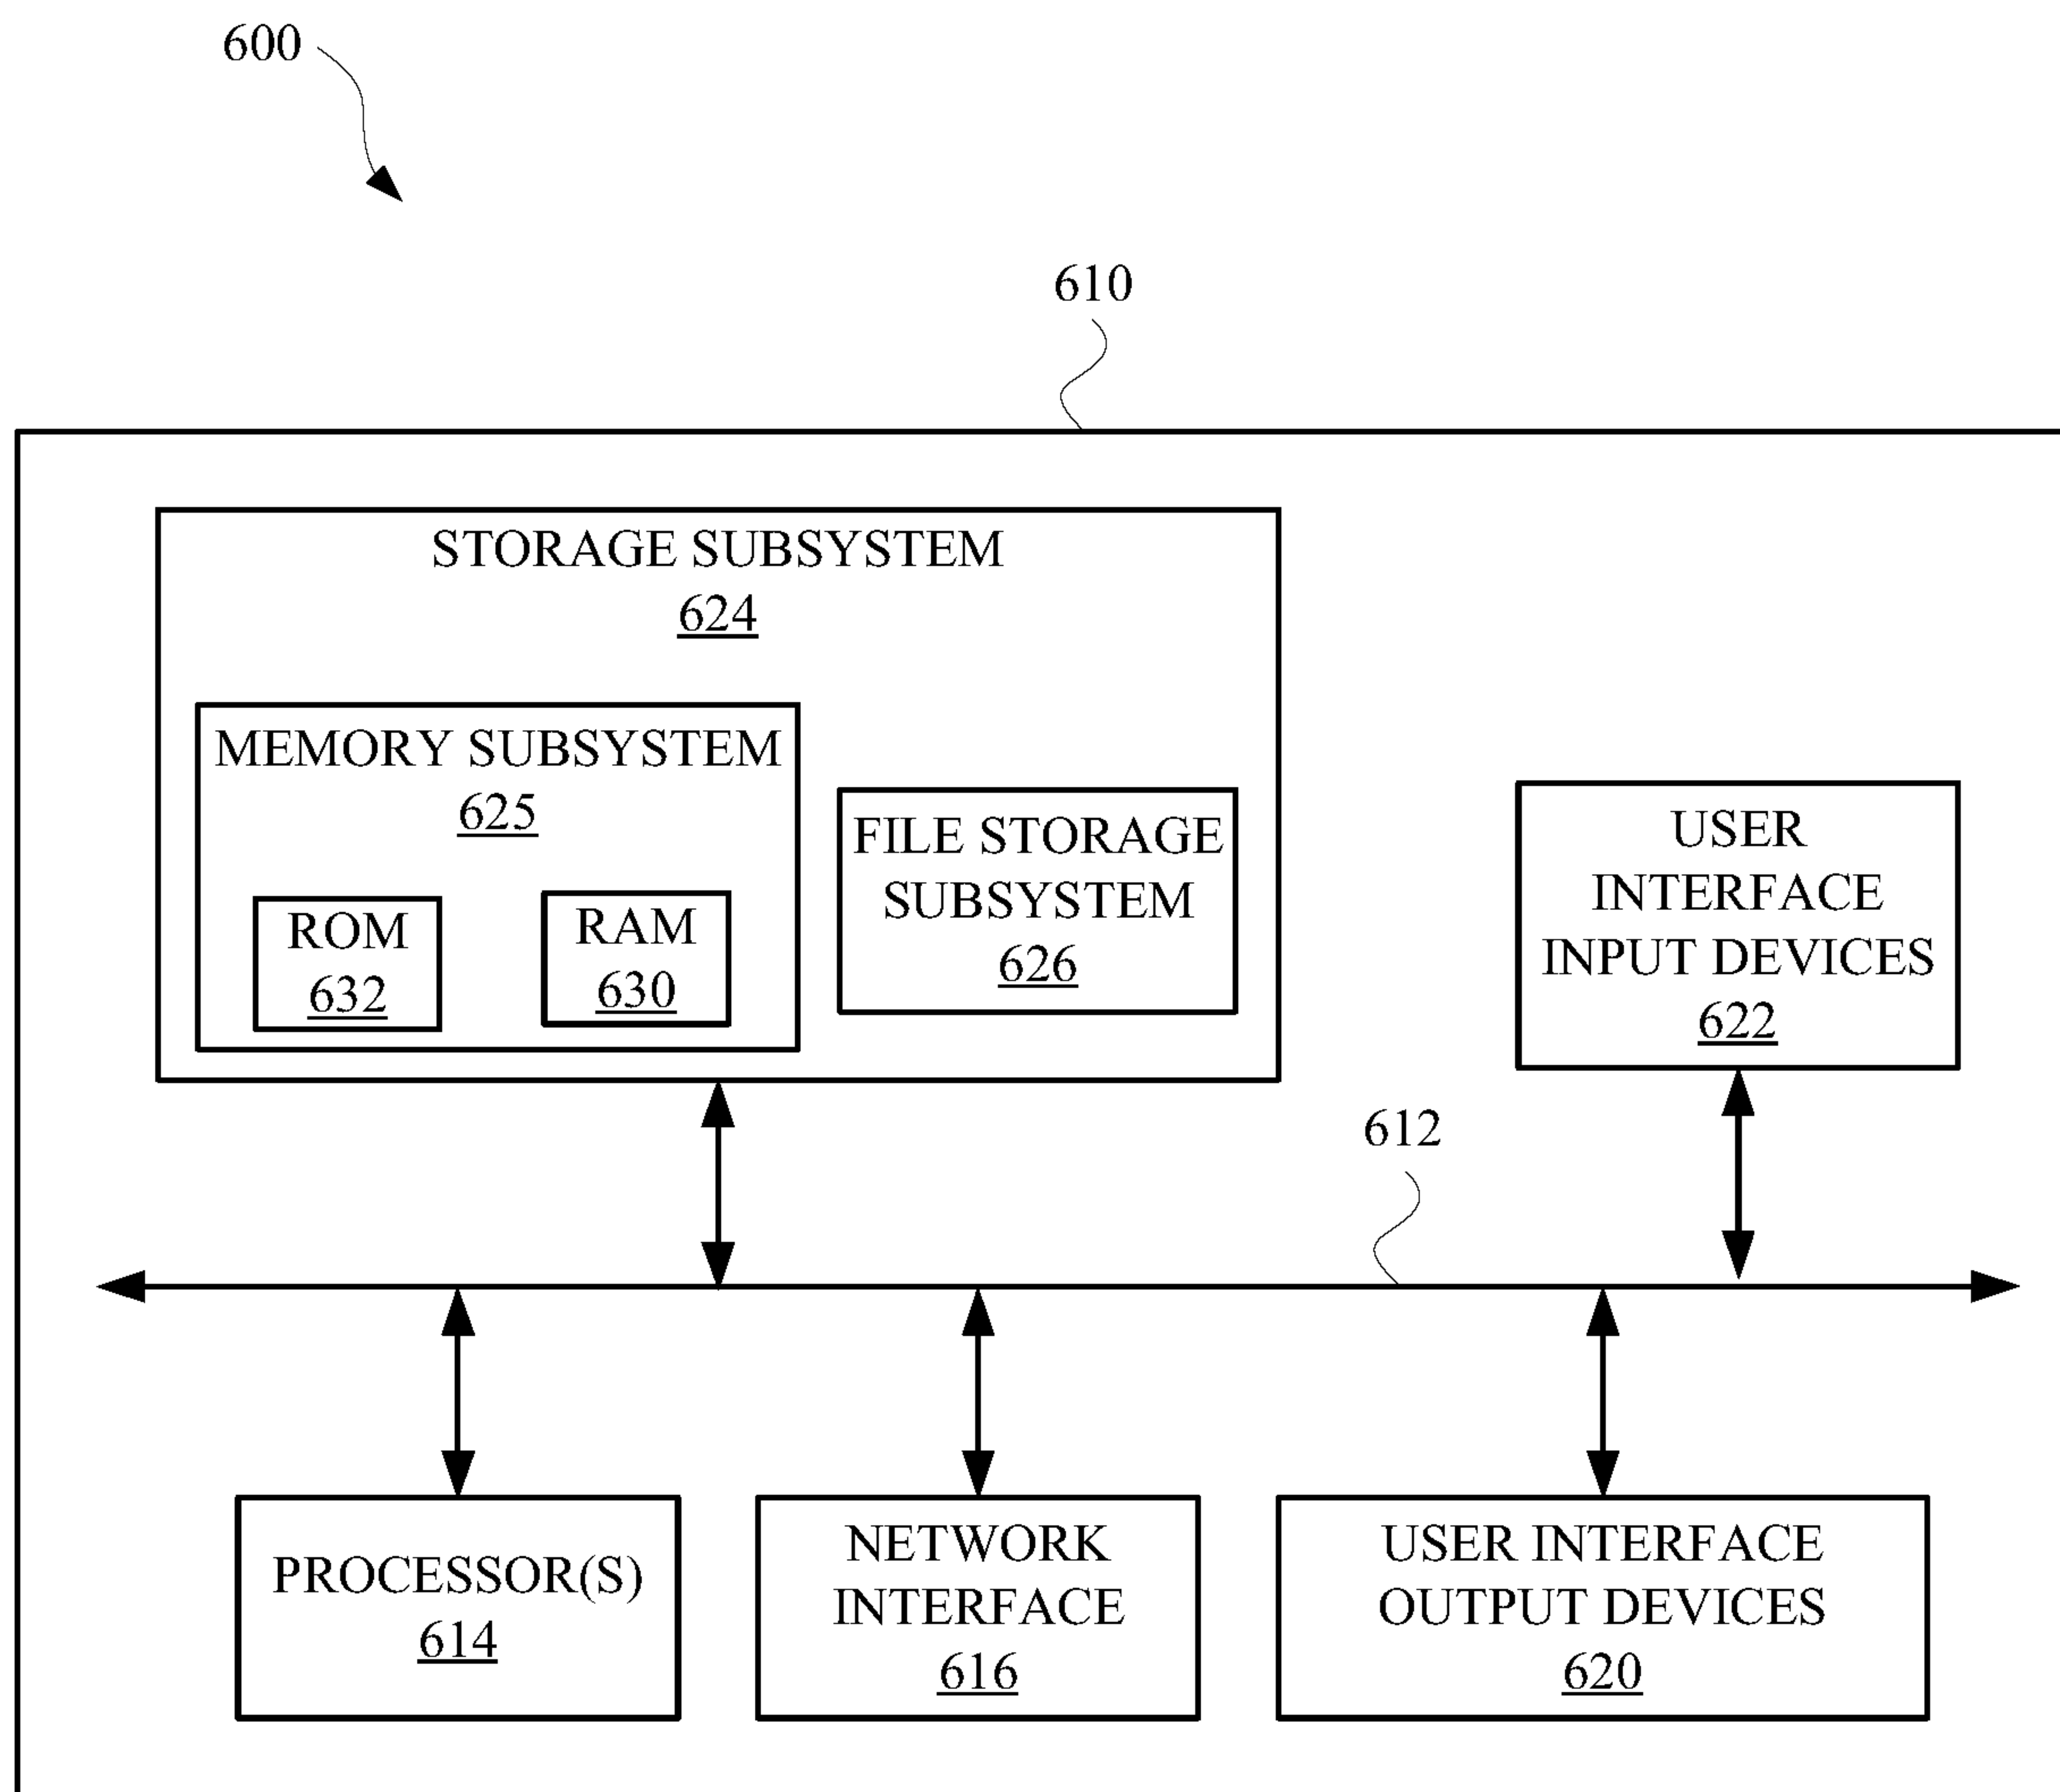 600
610
STORAGE SUBSYSTEM
624
MEMORY SUBSYSTEM
625
ROM
632
RAM
630
FILE STORAGE
SUBSYSTEM
626
USER
INTERFACE
INPUT DEVICES
622
612
PROCESSOR(S)
614
NETWORK
INTERFACE
616
USER INTERFACE
OUTPUT DEVICES
620